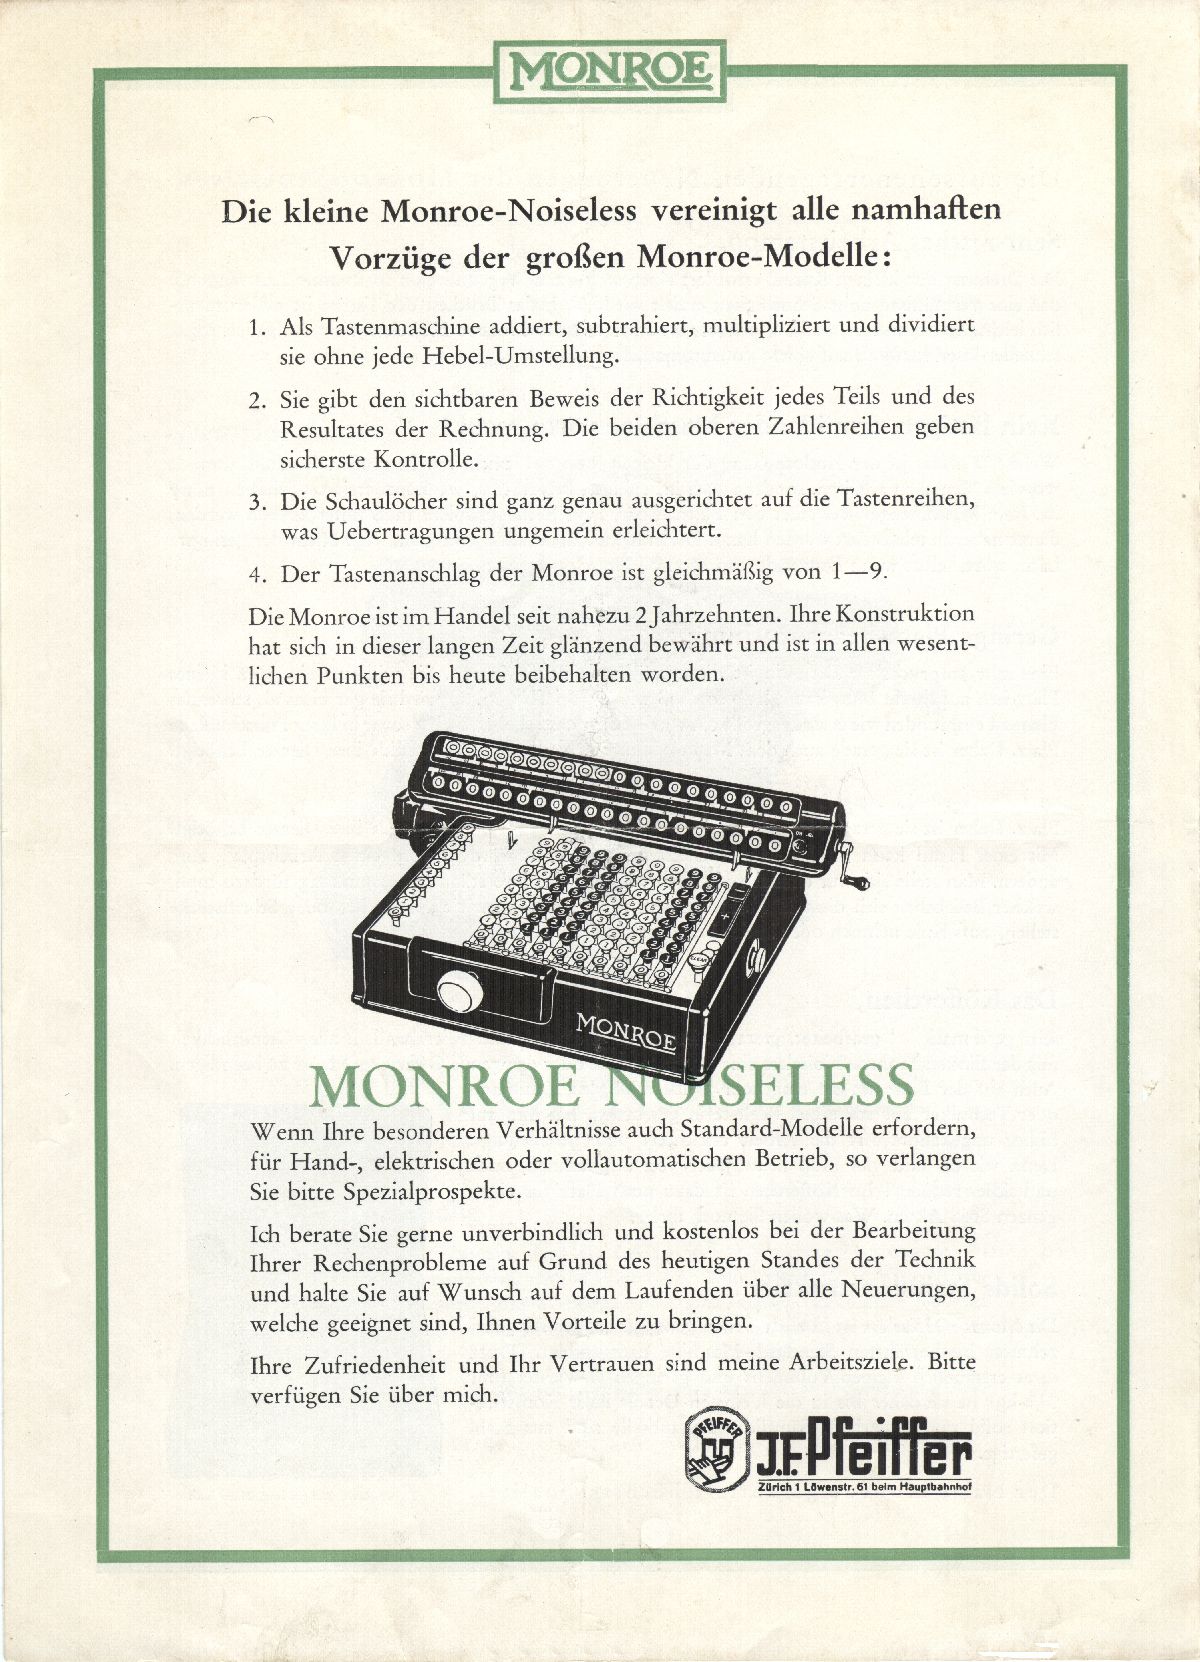 MONROE
Die kleine Monroe-Noiseless vereinigt alle namhaften
Vorzüge der großen Monroe-Modelle:
1. Als Tastenmaschine addiert, subtrahiert, multipliziert und dividiert
sie ohne jede Hebel-Umstellung.
2. Sie gibt den sichtbaren Beweis der Richtigkeit jedes Teils und des
Resultates der Rechnung. Die beiden oberen Zahlenreihen geben
sicherste Kontrolle.
3. Die Schaulöcher sind ganz genau ausgerichtet auf die Tastenreihen,
was Uebertragungen ungemein erleichtert.
4. Der Tastenanschlag der Monroe ist gleichmäßig von 1—9.
Die Monroe ist im Handel seit nahezu 2 Jahrzehnten. Ihre Konstruktion
hat sich in dieser langen Zeit glänzend bewährt und ist in allen wesent-
lichen Punkten bis heute beibehalten worden.
MONROE
MONROE NOISELESS
Wenn Ihre besonderen Verhältnisse auch Standard-Modelle erfordern,
für Hand-, elektrischen oder vollautomatischen Betrieb, so verlangen
Sie bitte Spezialprospekte.
Ich berate Sie gerne unverbindlich und kostenlos bei der Bearbeitung
Ihrer Rechenprobleme auf Grund des heutigen Standes der Technik
und halte Sie auf Wunsch auf dem Laufenden über alle Neuerungen,
welche geeignet sind, Ihnen Vorteile zu bringen.
Ihre Zufriedenheit und Ihr Vertrauen sind meine Arbeitsziele. Bitte
verfügen Sie über mich.
PFEIFFER
J.F. Pfeiffer
Zürich 1 Löwenstr. 61 beim Hauptbahnhof